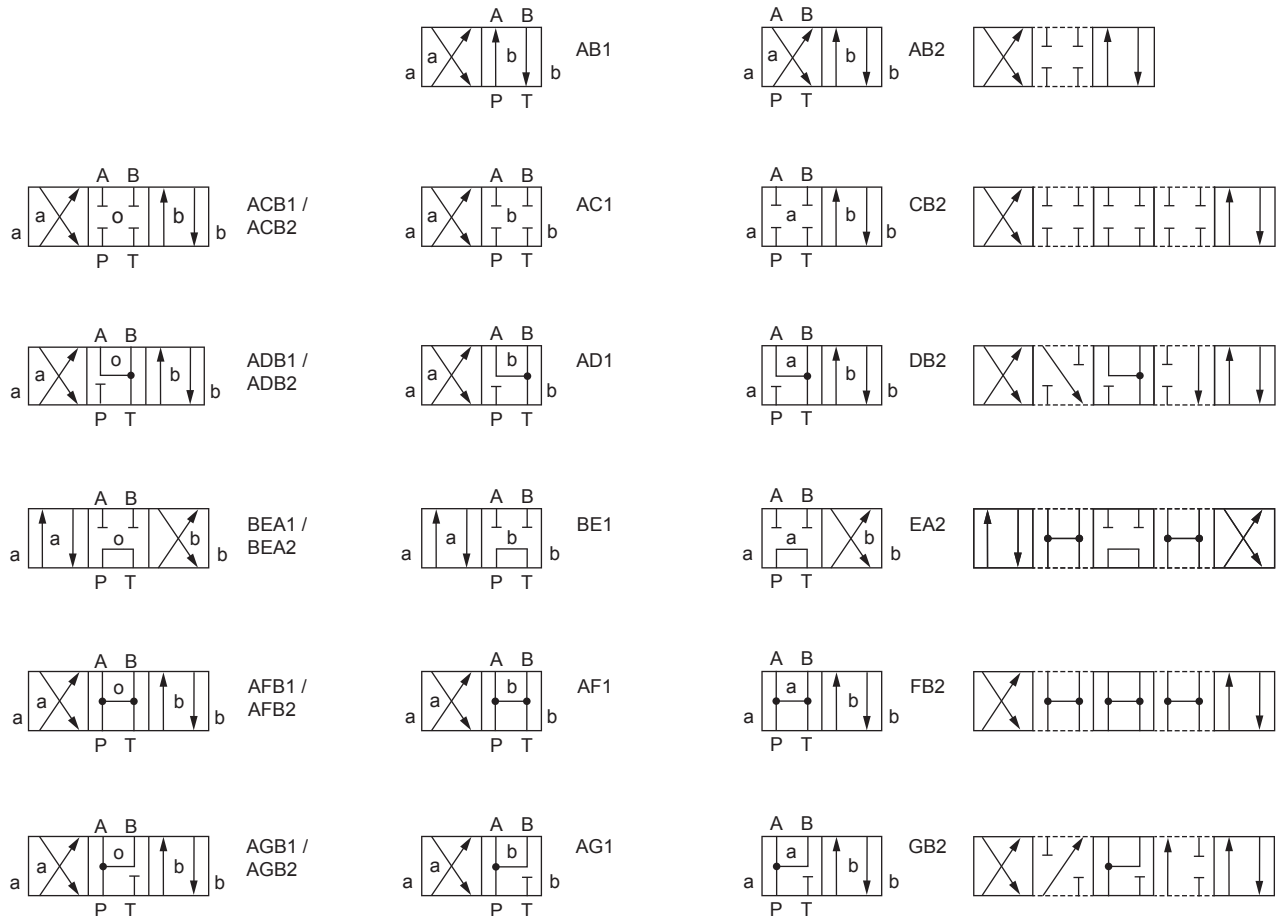 A B A B
a b AB1 a b AB2
a b a b
P T P T
A B A B A B
a o b ACB1 / a b AC1 a b CB2
a b ACB2 a b a b
P T P T P T
A B A B A B
a o b ADB1 / a b AD1 a b DB2
a b ADB2 a b a b
P T P T P T
A B A B A B
a o b BEA1 / a b BE1 a b EA2
a b BEA2 a b a b
P T P T P T
A B A B A B
a o b AFB1 / a b AF1 a b FB2
a b AFB2 a b a b
P T P T P T
A B A B A B
a o b AGB1 / a b AG1 a b GB2
a b AGB2 a b a b
P T P T P T